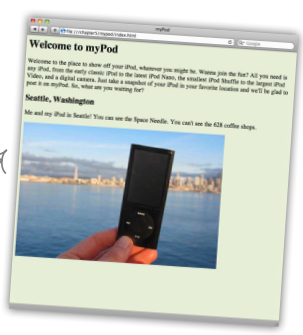 myPod
file:///chapter5/mypod/index.html
Google
Welcome to myPod
Welcome to the place to show off your iPod, wherever you might be. Wanna join the fun? All you need is
any iPod, from the early classic iPod to the latest iPod Nano, the smallest iPod Shuffle to the largest iPod
Video, and a digital camera. Just take a snapshot of your iPod in your favorite location and we'll be glad to
post it on myPod. So, what are you waiting for?
Seattle, Washington
Me and my iPod in Seattle! You can see the Space Needle. You can't see the 628 coffee shops.
MENU